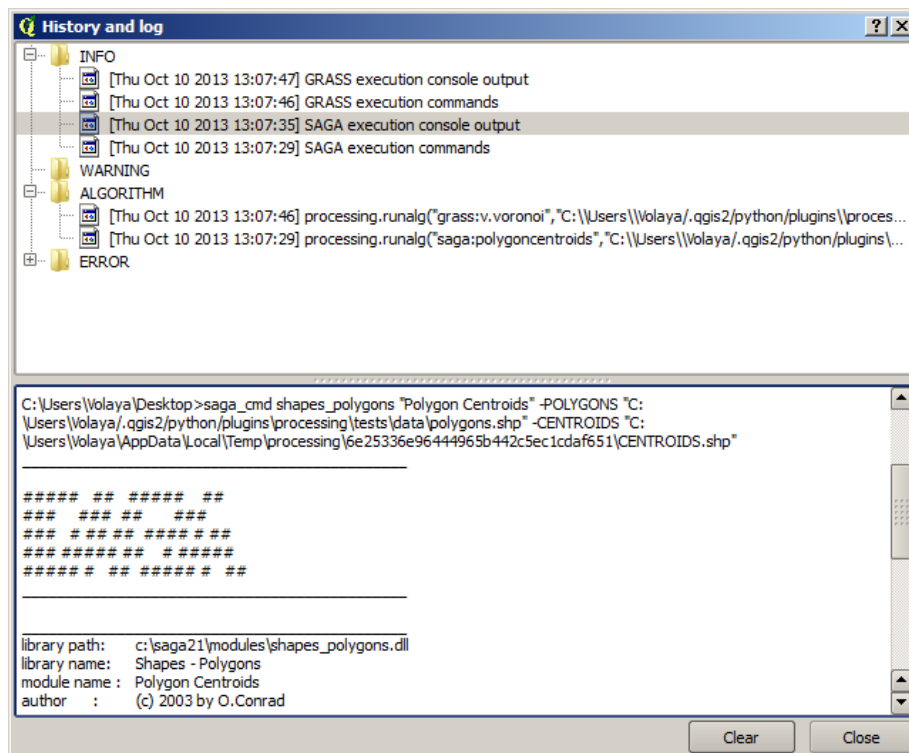 History and log
INFO
[Thu Oct 10 2013 13:07:47] GRASS execution console output
[Thu Oct 10 2013 13:07:46] GRASS execution commands
[Thu Oct 10 2013 13:07:35] SAGA execution console output
[Thu Oct 10 2013 13:07:29] SAGA execution commands
WARNING
ALGORITHM
[Thu Oct 10 2013 13:07:46] processing.runalg("grass:v.voronoi","C:\\Users\\Volaya/.qgis2/python/plugins\\proces...
[Thu Oct 10 2013 13:07:29] processing.runalg("saga:polygoncentroids","C:\\Users\\Volaya/.qgis2/python/plugins\...
ERROR
C:\Users\Volaya\Desktop>saga_cmd shapes_polygons "Polygon Centroids" -POLYGONS "C:
\Users\Volaya/.qgis2/python/plugins\processing\tests\data\polygons.shp" -CENTROIDS "C:
\Users\Volaya\AppData\Local\Temp\processing\6e25336e96444965b442c5ec1cdaf651\CENTROIDS.shp"
_____________________________________________
##### ## ##### ##
### ### ## ###
### # ## ## #### # ##
### ##### ## # #####
##### # ## ##### # ##
_____________________________________________
_____________________________________________
library path: c:\saga21\modules\shapes_polygons.dll
library name: Shapes - Polygons
module name : Polygon Centroids
author : (c) 2003 by O.Conrad
Clear Close